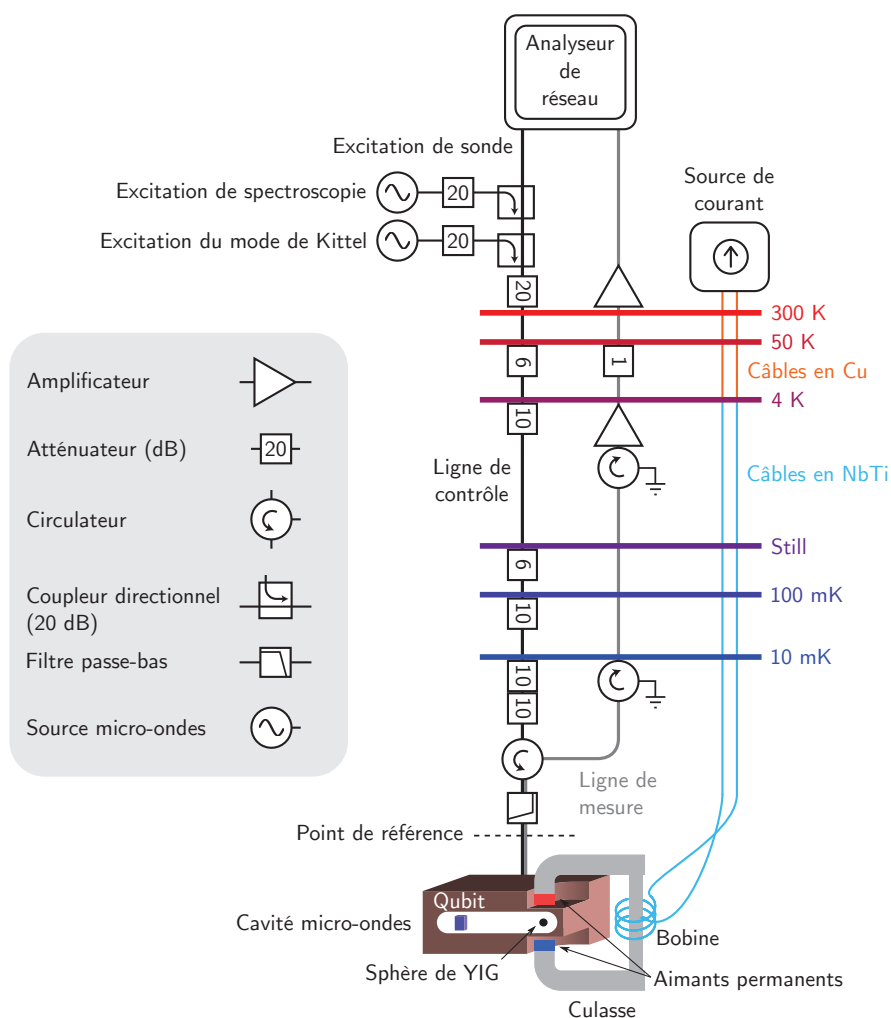 Analyseur
de
réseau
Excitation de sonde
Excitation de spectroscopie
20
Source de
courant
Excitation du mode de Kittel
20
20
300 K
50 K
6
1
Câbles en Cu
4 K
10
Ligne de
contrôle
Câbles en NbTi
Still
6
100 mK
10
10 mK
10
10
Ligne de
mesure
Point de référence
Qubit
Cavité micro-ondes
Sphère de YIG
Bobine
Aimants permanents
Culasse
Amplificateur
Atténuateur (dB)
20
Circulateur
Coupleur directionnel
(20 dB)
Filtre passe-bas
Source micro-ondes